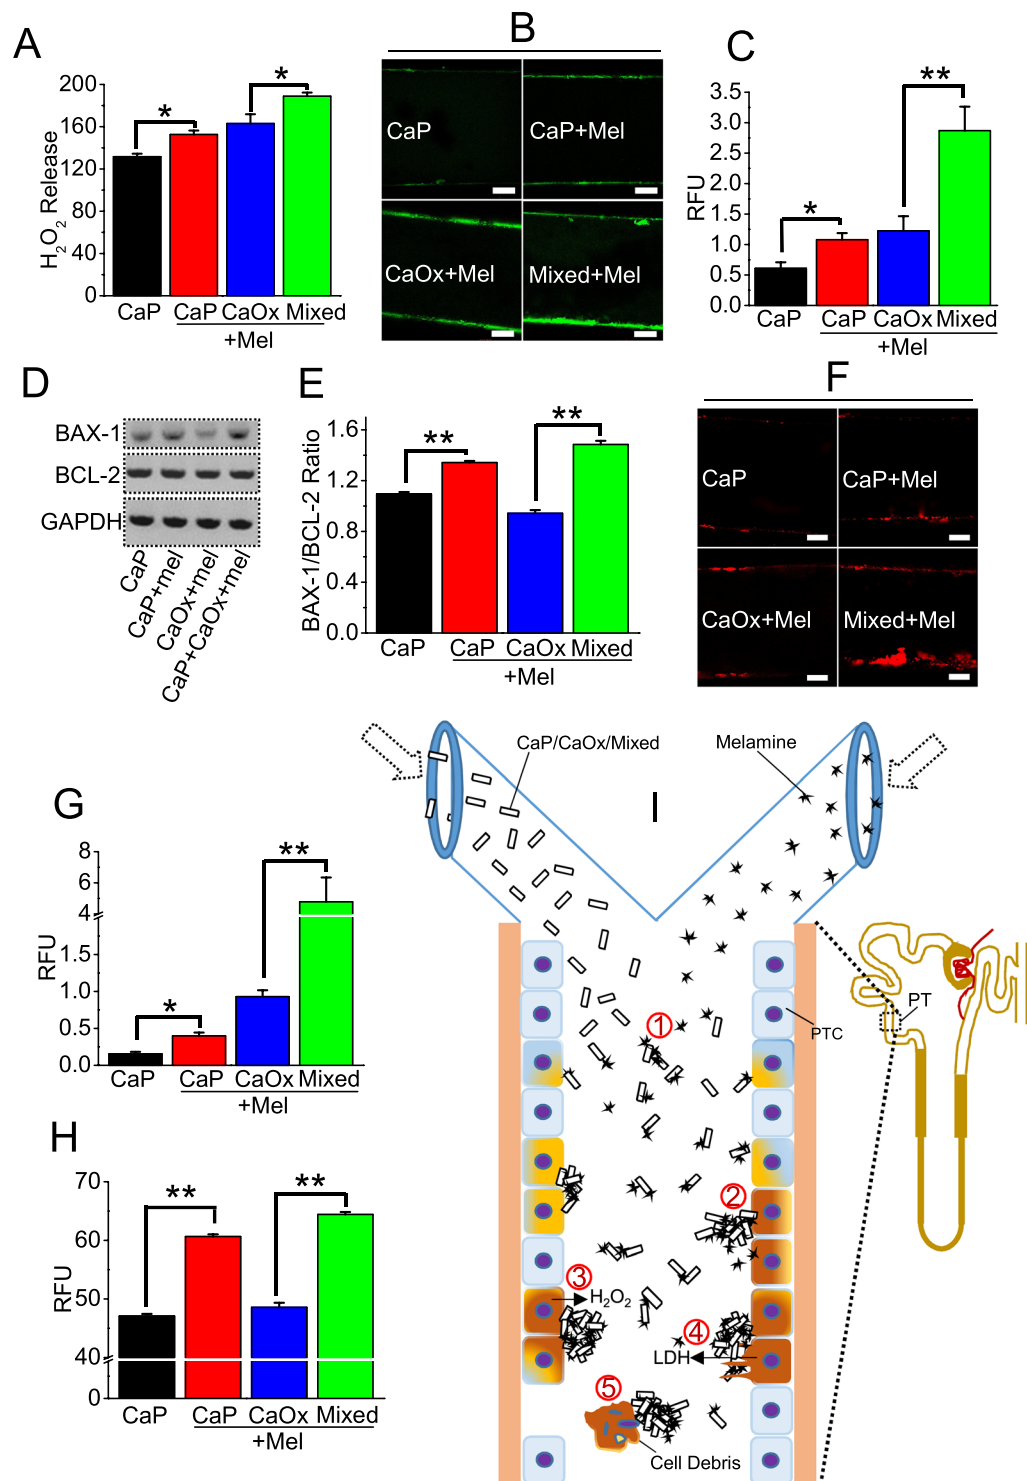 A
H2O2 Release
200
160
120
80
40
0
*
*
CaP
CaP
CaOx
Mixed
+Mel
B
CaP
CaP+Mel
CaOx+Mel
Mixed+Mel
C
RFU
3.5
3.0
2.5
2.0
1.5
1.0
0.5
0.0
*
**
CaP
CaP
CaOx
Mixed
+Mel
D
BAX-1
BCL-2
GAPDH
CaP
CaP+mel
CaOx+mel
CaP+CaOx+mel
E
BAX-1/BCL-2 Ratio
1.6
1.2
0.8
0.4
0.0
**
**
CaP
CaP
CaOx
Mixed
+Mel
F
CaP
CaP+Mel
CaOx+Mel
Mixed+Mel
G
RFU
8
6
4
1.5
1.0
0.5
0.0
*
**
CaP
CaP
CaOx
Mixed
+Mel
H
RFU
70
60
50
40
0
**
**
CaP
CaP
CaOx
Mixed
+Mel
I
CaP/CaOx/Mixed
Melamine
PT
PTC
①
②
③
H2O2
④
LDH
⑤
Cell Debris